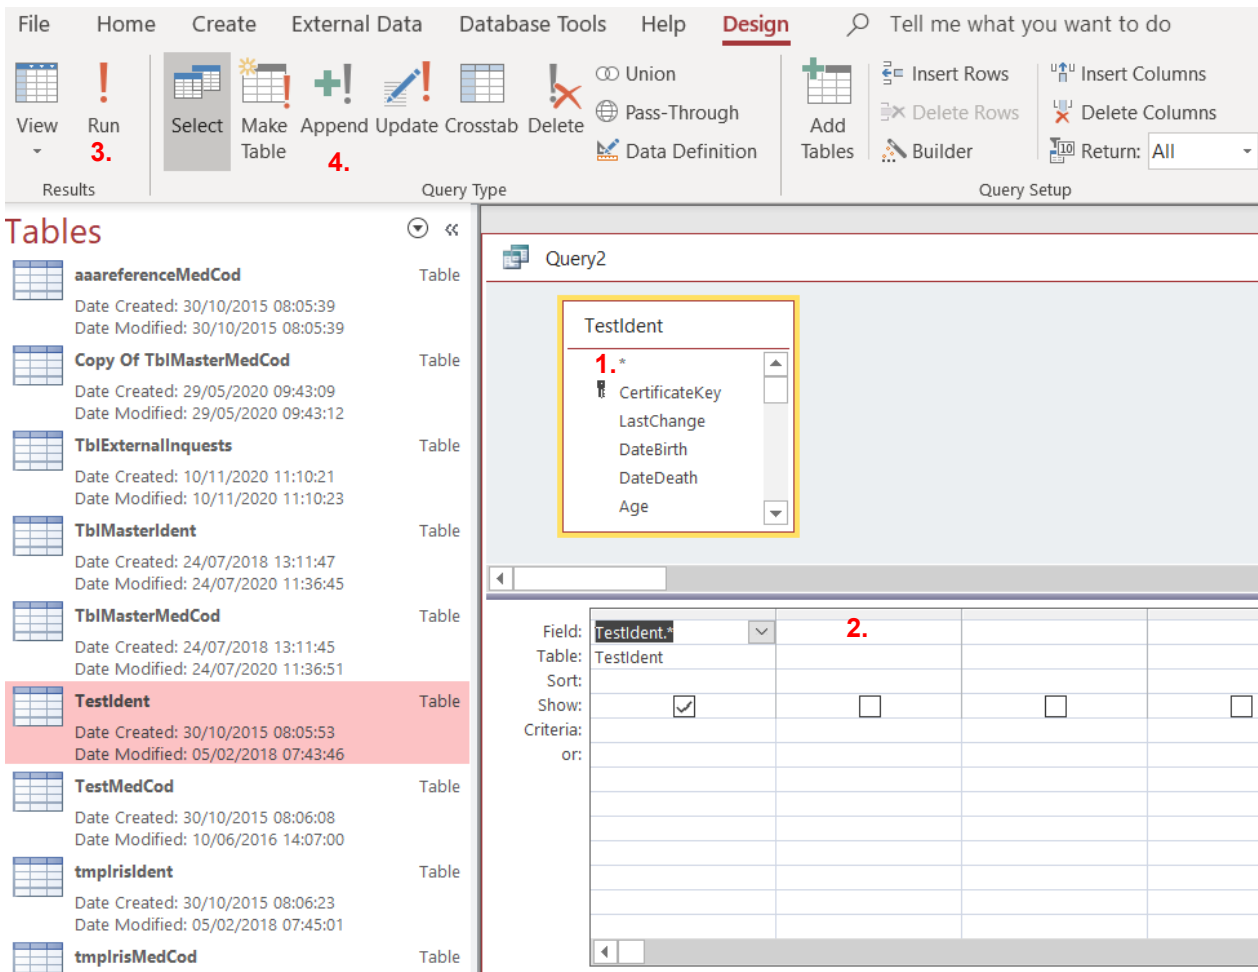 File Home Create External Data Database Tools Help Design Tell me what you want to do
View Run Select Make Table Append Update Crosstab Delete
3.
4.
Union
Pass-Through
Data Definition
Add Tables
Insert Rows
Delete Rows
Builder
Insert Columns
Delete Columns
Return: All
Results Query Type Query Setup
Tables
aaareferenceMedCod Table
Date Created: 30/10/2015 08:05:39
Date Modified: 30/10/2015 08:05:39
Copy Of TblMasterMedCod Table
Date Created: 29/05/2020 09:43:09
Date Modified: 29/05/2020 09:43:12
TblExternalInquests Table
Date Created: 10/11/2020 11:10:21
Date Modified: 10/11/2020 11:10:23
TblMasterIdent Table
Date Created: 24/07/2018 13:11:47
Date Modified: 24/07/2020 11:36:45
TblMasterMedCod Table
Date Created: 24/07/2018 13:11:45
Date Modified: 24/07/2020 11:36:51
TestIdent Table
Date Created: 30/10/2015 08:05:53
Date Modified: 05/02/2018 07:43:46
TestMedCod Table
Date Created: 30/10/2015 08:06:08
Date Modified: 10/06/2016 14:07:00
tmpIrisIdent Table
Date Created: 30/10/2015 08:06:23
Date Modified: 05/02/2018 07:45:01
tmpIrisMedCod Table
Query2
TestIdent
1. *
CertificateKey
LastChange
DateBirth
DateDeath
Age
Field: TestIdent.* 2.
Table: TestIdent
Sort:
Show:
Criteria:
or: